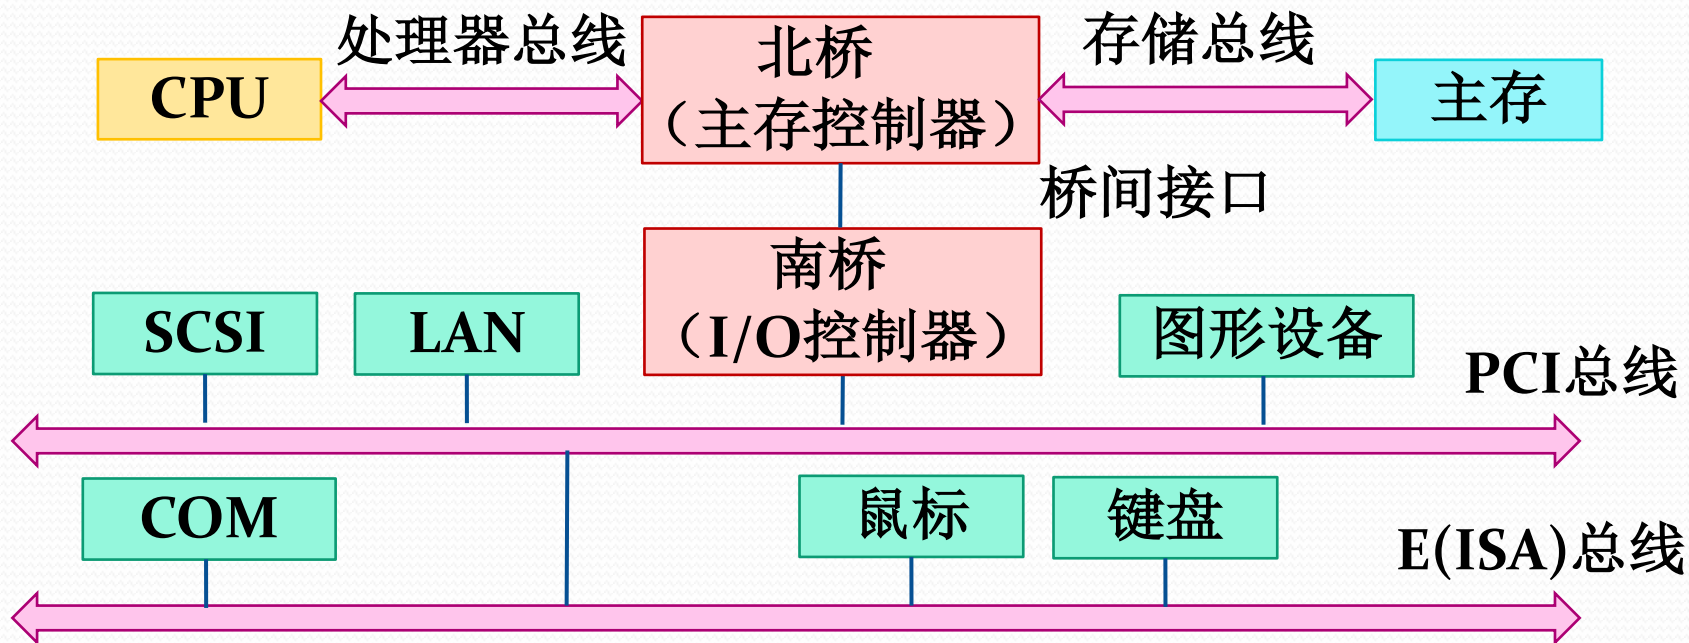 处理器总线
北桥
存储总线
CPU
（主存控制器）
主存
桥间接口
南桥
（I/O控制器）
SCSI
LAN
图形设备
PCI总线
COM
鼠标
键盘
E(ISA)总线